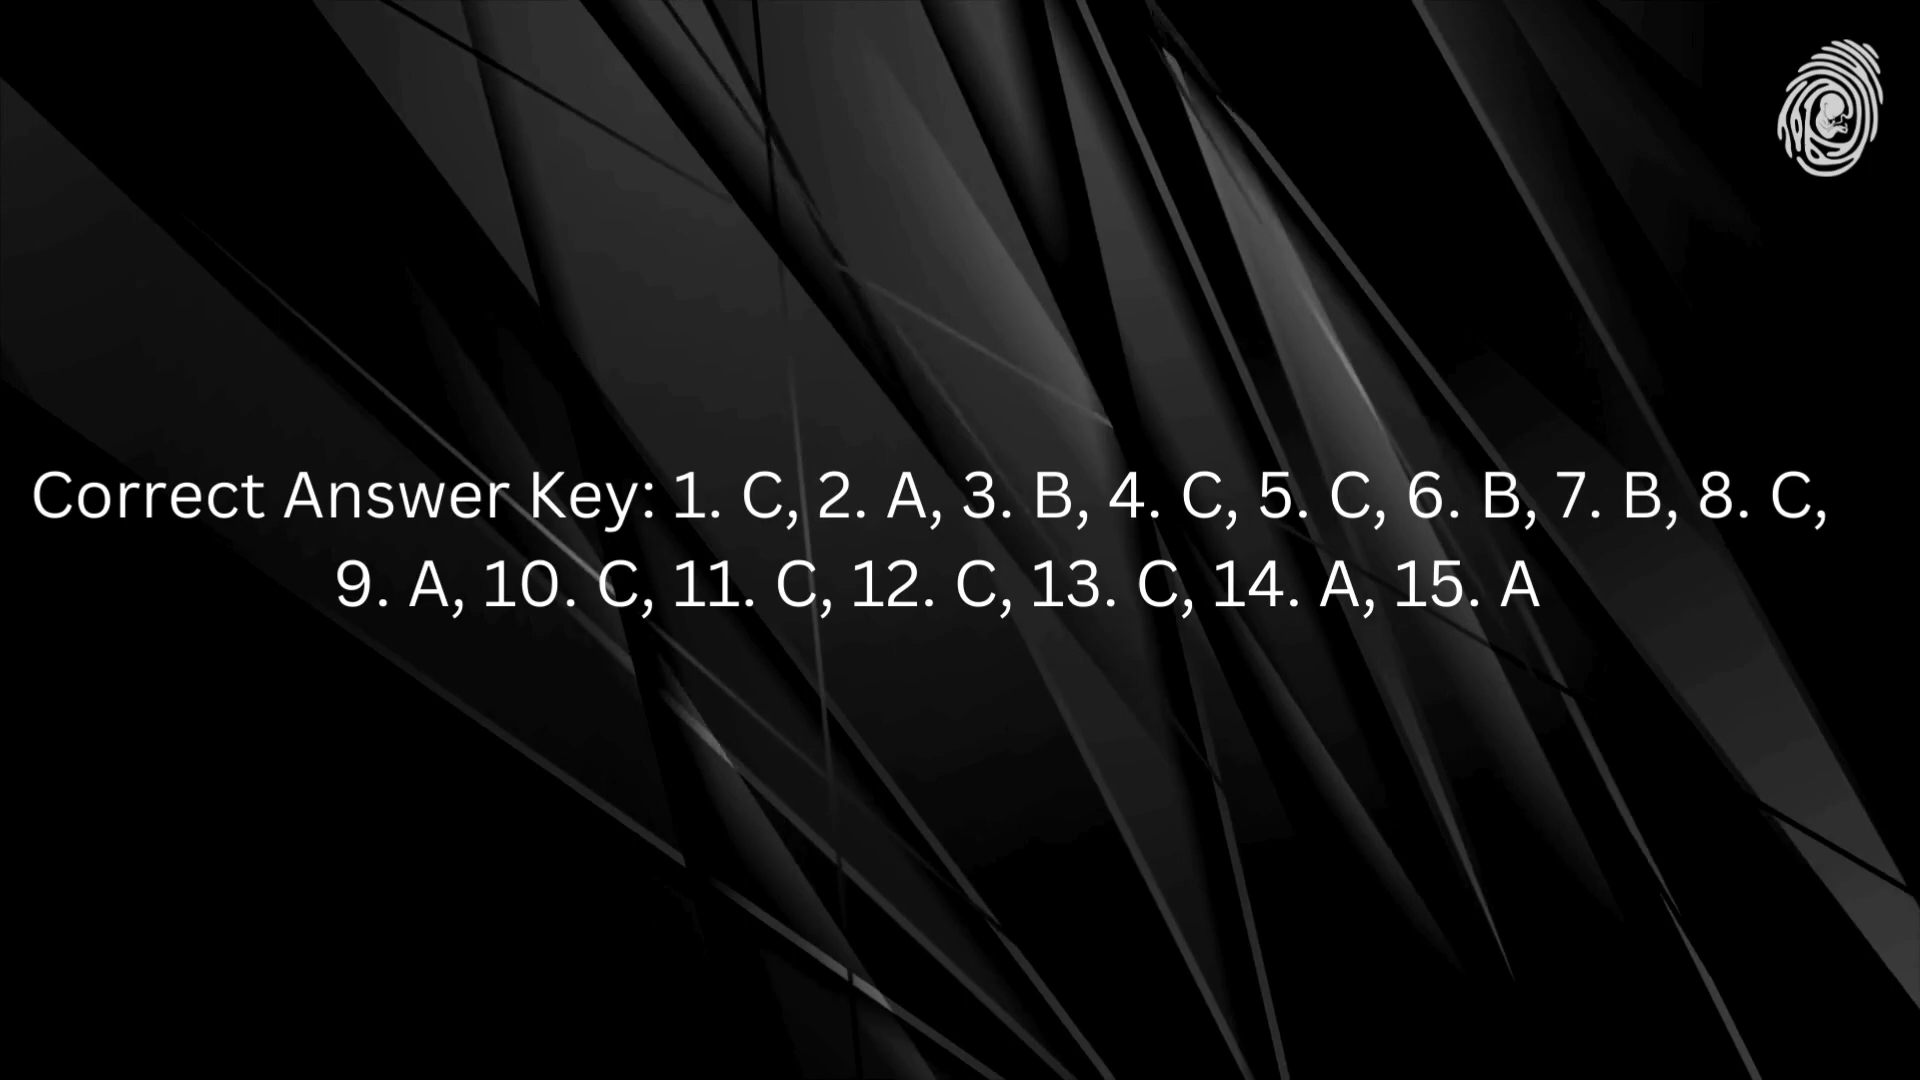 Correct Answer Key: 1. C, 2. A, 3. B, 4. C, 5. C, 6. B, 7. B, 8. C,
9. A, 10. C, 11. C, 12. C, 13. C, 14. A, 15. A